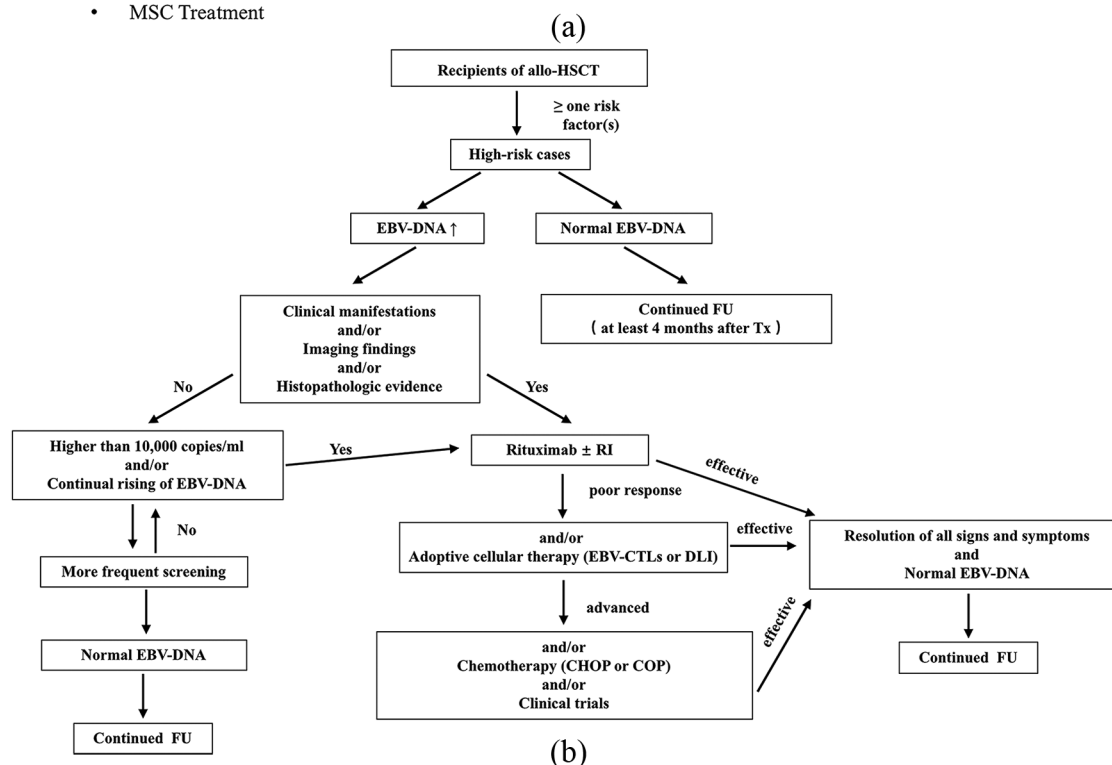 • MSC Treatment
(a)
Recipients of allo-HSCT
≥ one risk
factor(s)
High-risk cases
EBV-DNA ↑
Normal EBV-DNA
Clinical manifestations
and/or
Imaging findings
and/or
Histopathologic evidence
Continued FU
( at least 4 months after Tx )
No
Yes
Higher than 10,000 copies/ml
and/or
Continual rising of EBV-DNA
Yes
Rituximab ± RI
effective
poor response
No
and/or
Adoptive cellular therapy (EBV-CTLs or DLI)
effective
Resolution of all signs and symptoms
and
Normal EBV-DNA
More frequent screening
advanced
effective
Normal EBV-DNA
and/or
Chemotherapy (CHOP or COP)
and/or
Clinical trials
Continued FU
Continued FU
(b)